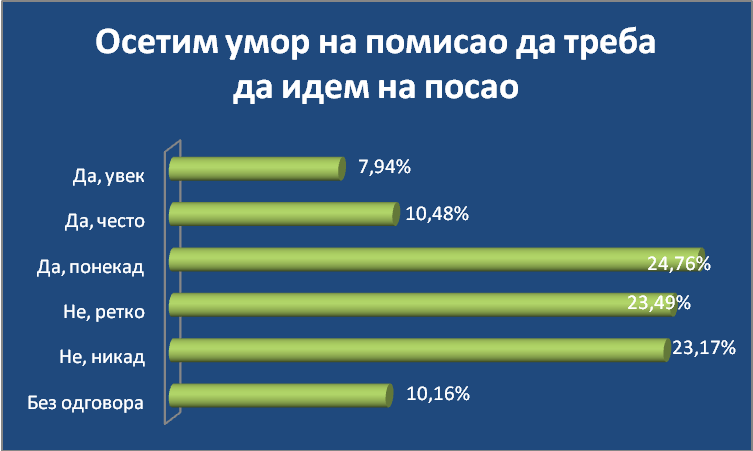 Осетим умор на помисао да треба
да идем на посао
Да, увек 7,94%
Да, често 10,48%
Да, понекад 24,76%
Не, ретко 23,49%
Не, никад 23,17%
Без одговора 10,16%